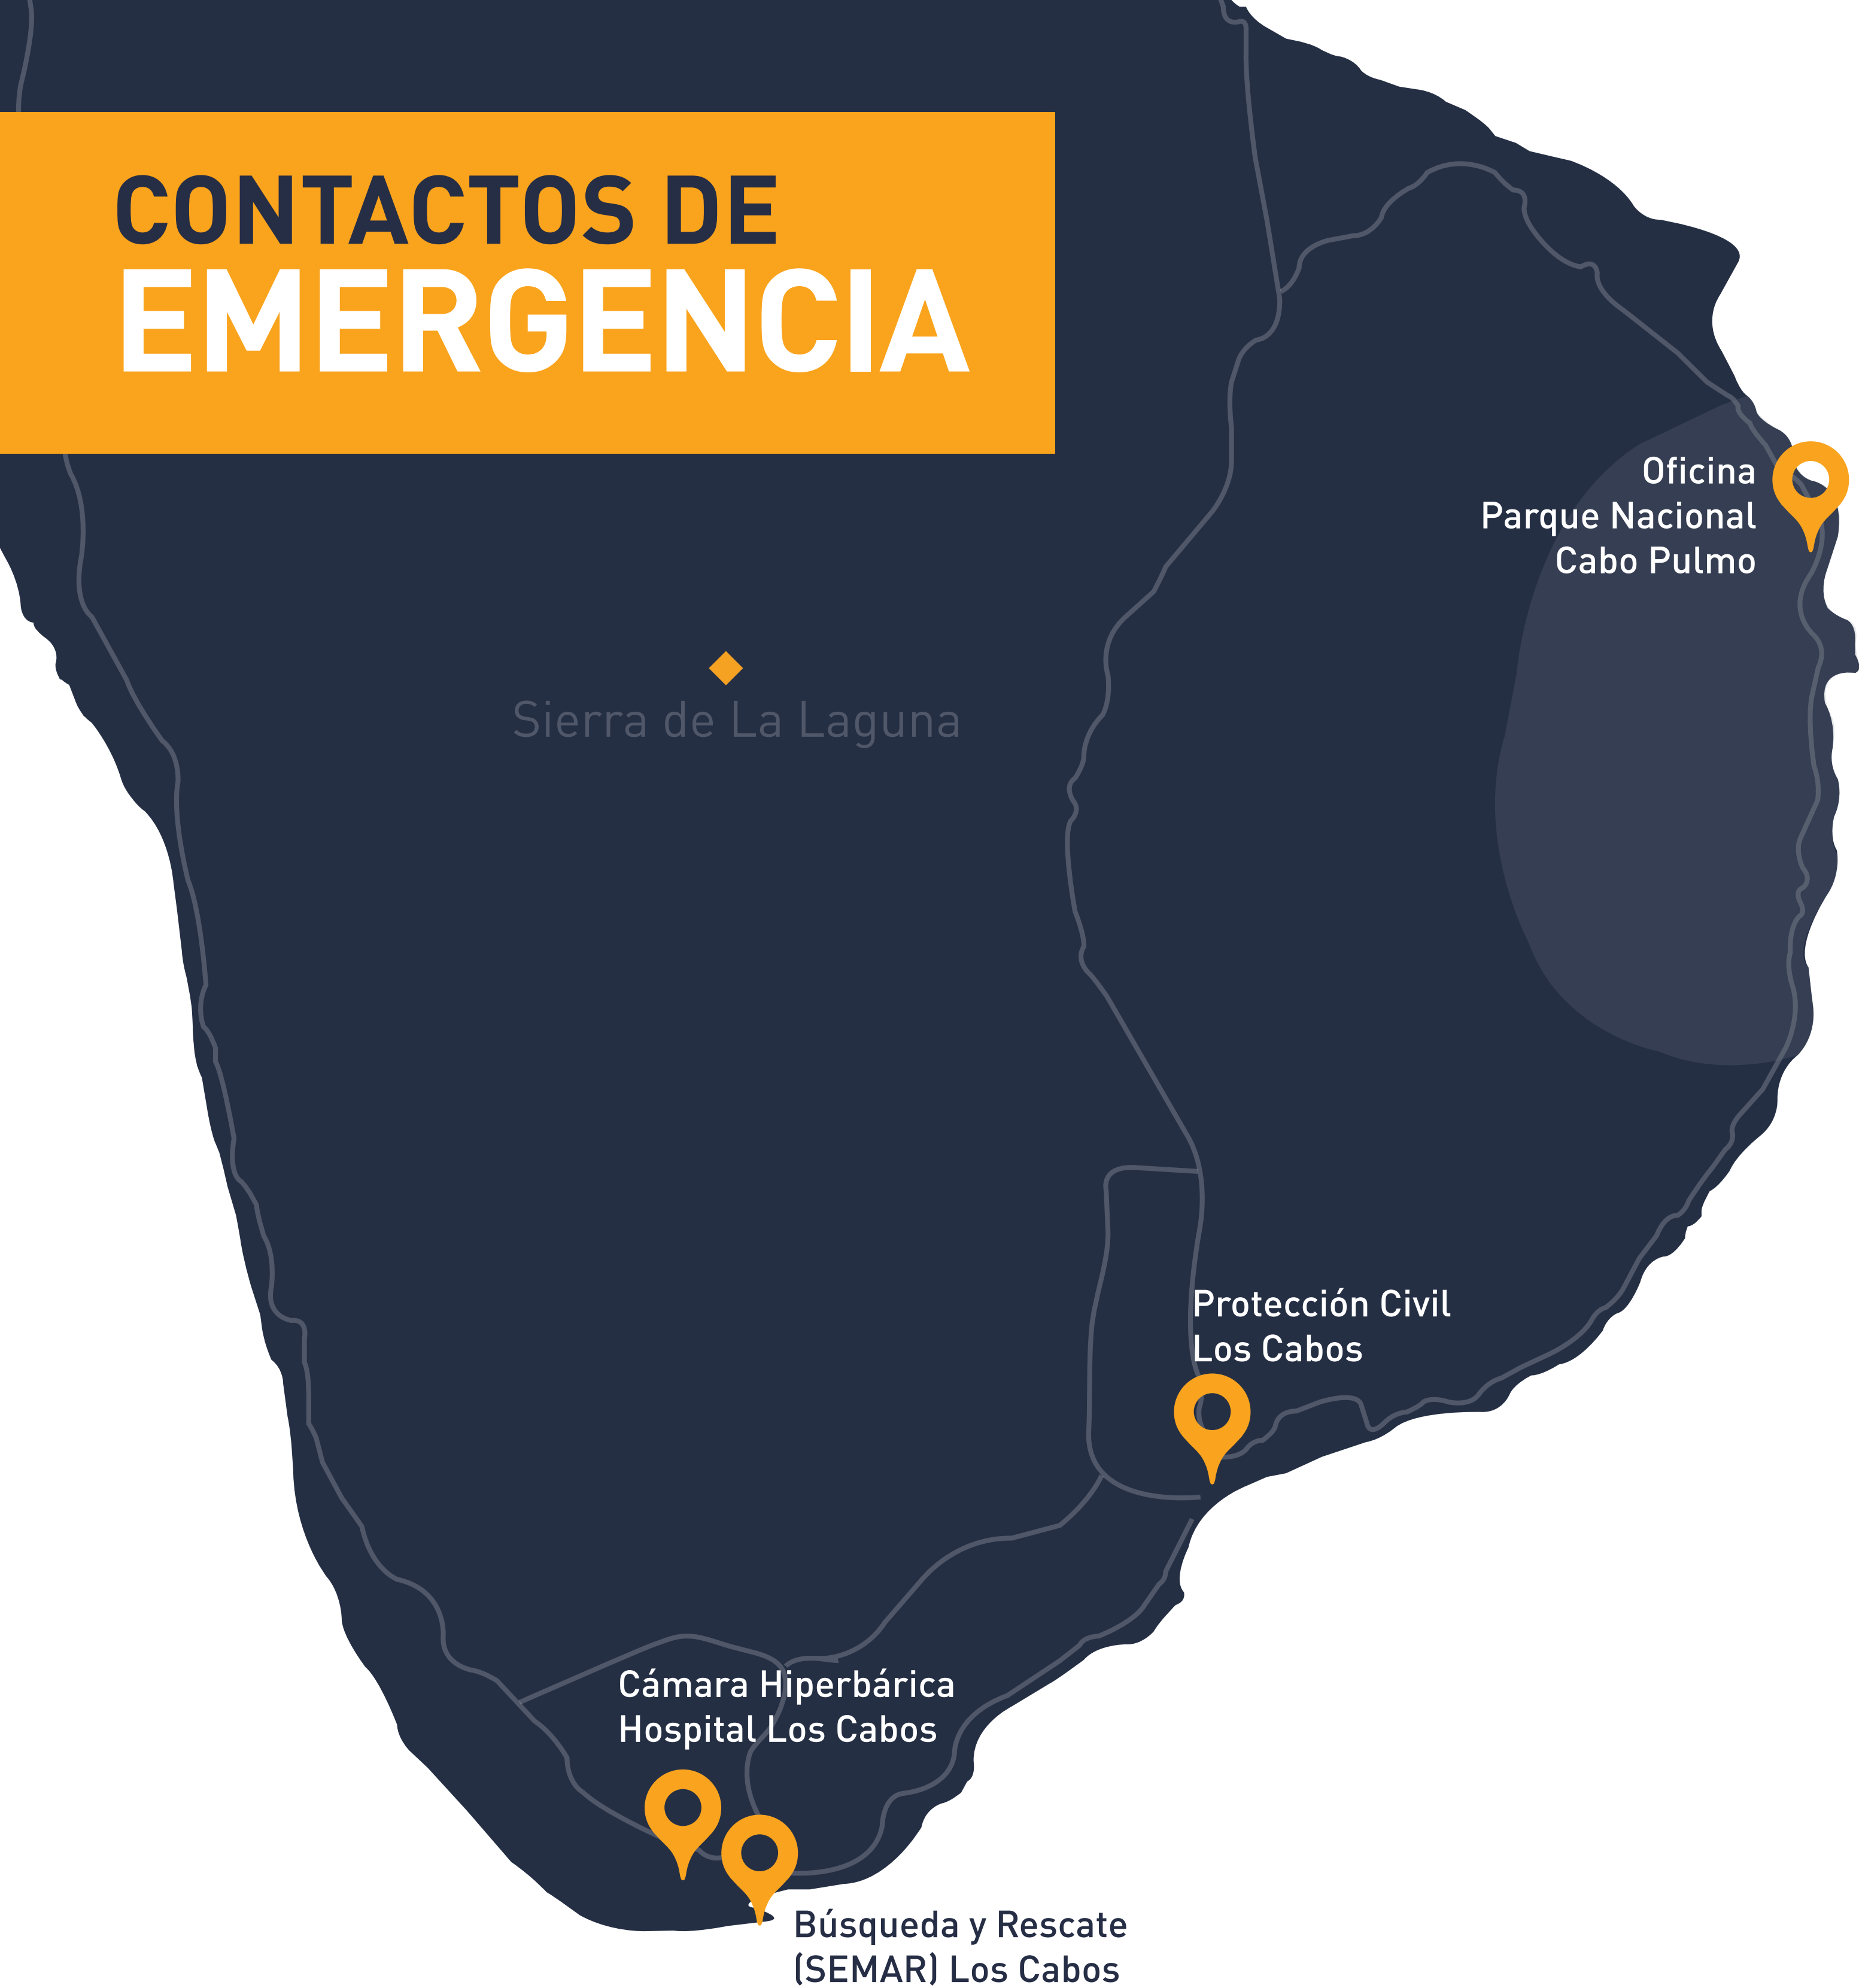 CONTACTOS DE
EMERGENCIA
Oficina
Parque Nacional
Cabo Pulmo
Sierra de La Laguna
Protección Civil
Los Cabos
Cámara Hiperbárica
Hospital Los Cabos
Búsqueda y Rescate
(SEMAR) Los Cabos